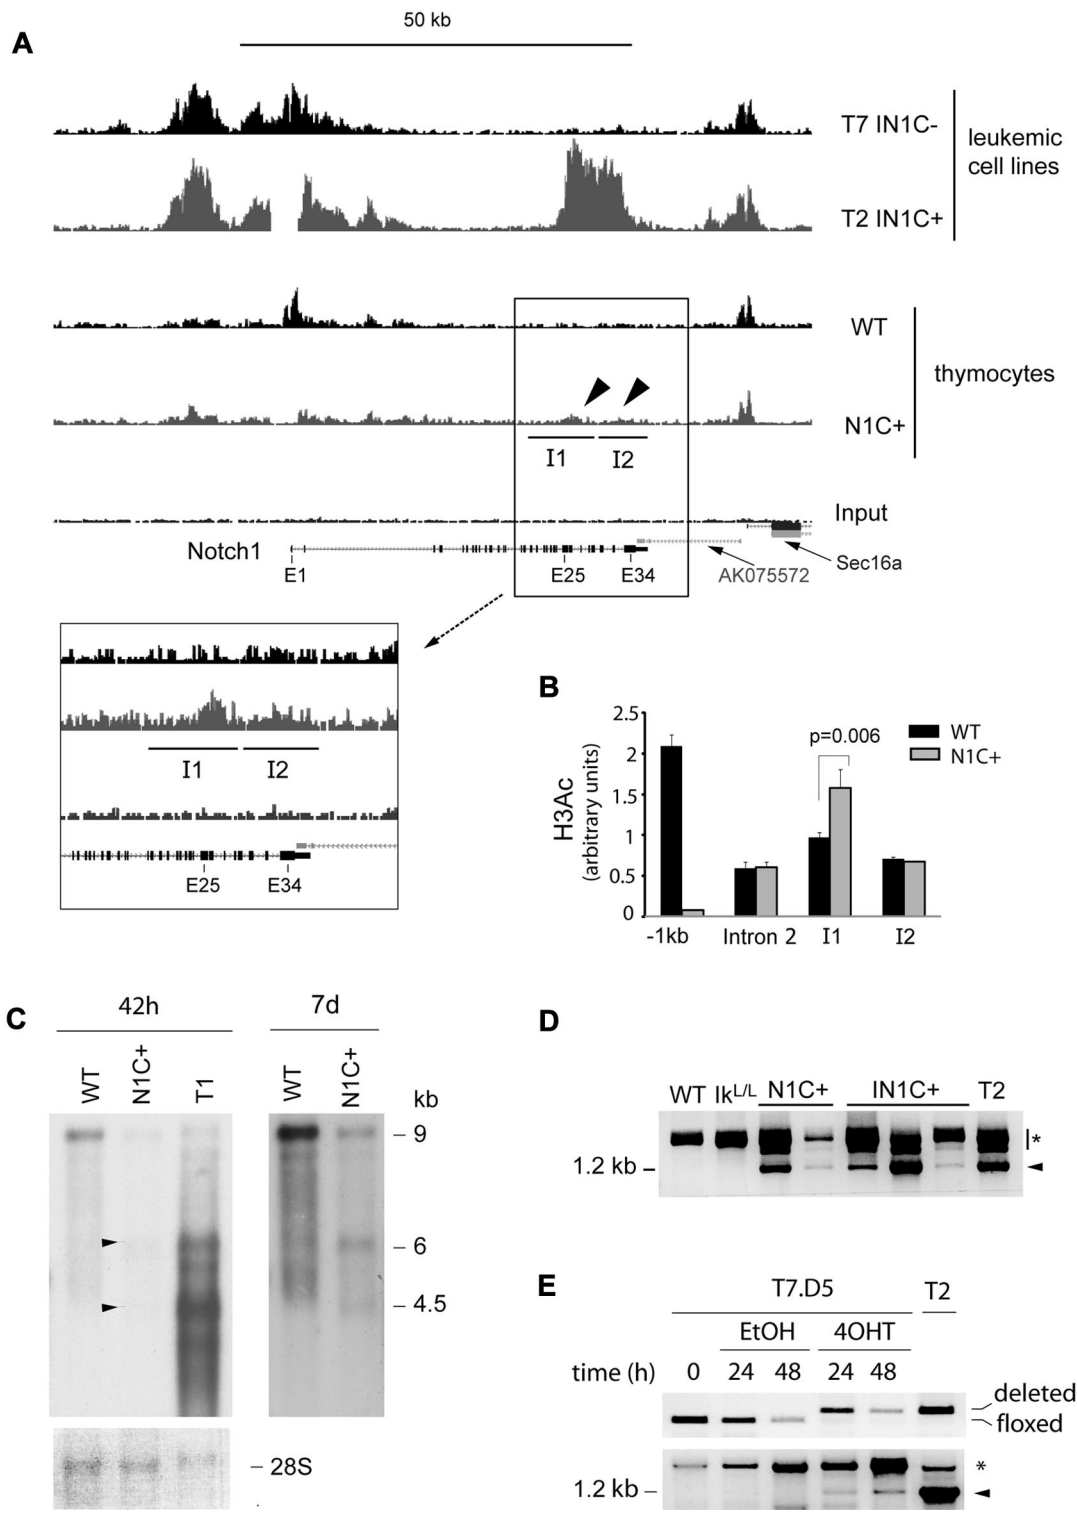 A
50 kb
T7 IN1C-
leukemic
cell lines
T2 IN1C+
WT
thymocytes
N1C+
I1 I2
Input
Notch1
Sec16a
E1 E25 E34 AK075572
I1 I2
E25 E34
B
2.5
2
1.5
1
0.5
0
H3Ac
(arbitrary units)
p=0.006
WT
N1C+
-1kb Intron 2 I1 I2
C
42h 7d
WT N1C+ T1 WT N1C+ kb
9
6
4.5
28S
D
WT IkL/L N1C+ IN1C+ T2
*
1.2 kb
E
T7.D5 T2
EtOH 4OHT
time (h) 0 24 48 24 48
deleted
floxed
*
1.2 kb